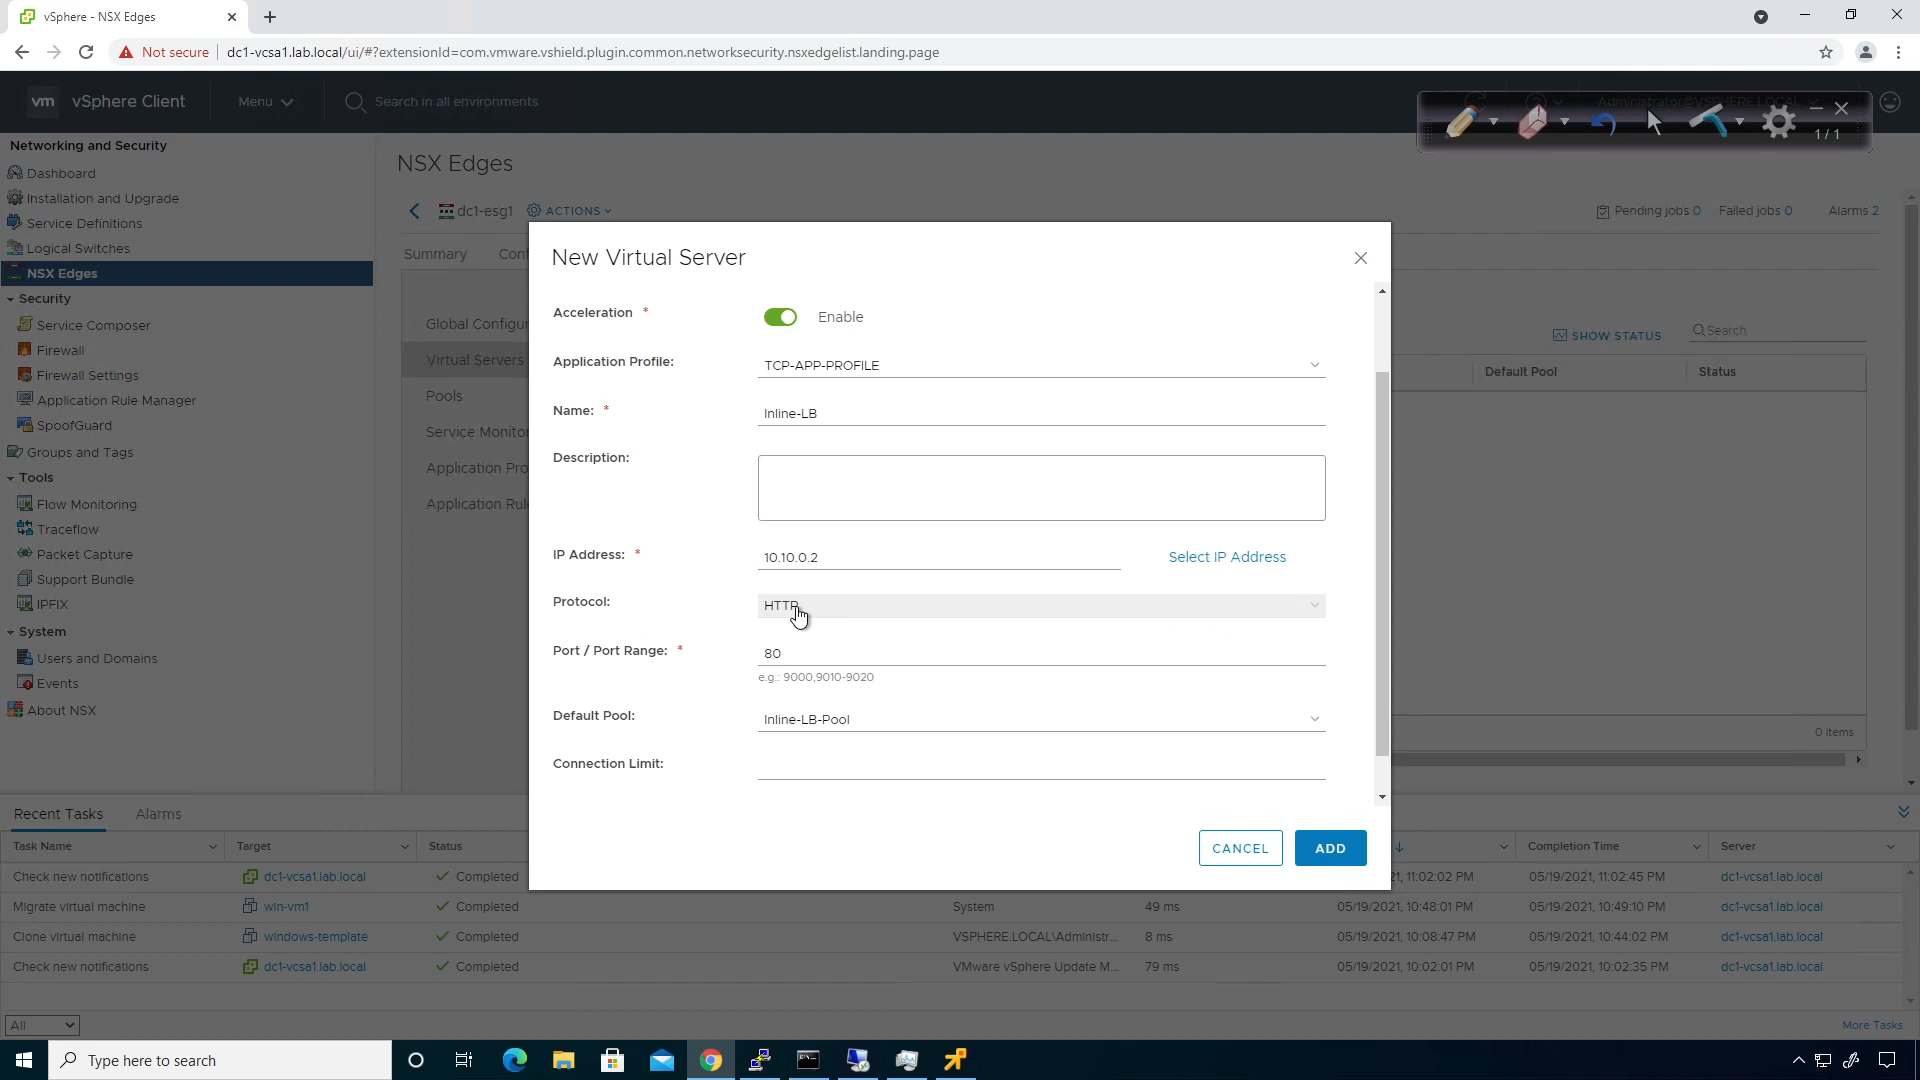 vSphere - NSX Edges
Not secure
dc1-vcsa1.lab.local/ui/#?extensionId=com.vmware.vshield.plugin.common.networksecurity.nsxedgelist.landing.page
vm vSphere Client
Menu
Search in all environments
Administrator@VSPHERE.LOCAL
1 / 1
Networking and Security
Dashboard
Installation and Upgrade
Service Definitions
Logical Switches
NSX Edges
Security
Service Composer
Firewall
Firewall Settings
Application Rule Manager
SpoofGuard
Groups and Tags
Tools
Flow Monitoring
Traceflow
Packet Capture
Support Bundle
IPFIX
System
Users and Domains
Events
About NSX
NSX Edges
dc1-esg1
ACTIONS
Pending jobs 0
Failed jobs 0
Alarms 2
Summary
Conf
Global Configur
Virtual Servers
Pools
Service Monitor
Application Pro
Application Rule
SHOW STATUS
Search
Default Pool
Status
0 items
New Virtual Server
Acceleration *
Enable
Application Profile:
TCP-APP-PROFILE
Name: *
Inline-LB
Description:
IP Address: *
10.10.0.2
Select IP Address
Protocol:
HTTP
Port / Port Range: *
80
e.g.: 9000,9010-9020
Default Pool:
Inline-LB-Pool
Connection Limit:
CANCEL
ADD
Recent Tasks
Alarms
Task Name
Target
Status
Completion Time
Server
Check new notifications dc1-vcsa1.lab.local Completed 21, 11:02:02 PM 05/19/2021, 11:02:45 PM dc1-vcsa1.lab.local
Migrate virtual machine win-vm1 Completed System 49 ms 05/19/2021, 10:48:01 PM 05/19/2021, 10:49:10 PM dc1-vcsa1.lab.local
Clone virtual machine windows-template Completed VSPHERE.LOCAL\Administr... 8 ms 05/19/2021, 10:08:47 PM 05/19/2021, 10:44:02 PM dc1-vcsa1.lab.local
Check new notifications dc1-vcsa1.lab.local Completed VMware vSphere Update M... 79 ms 05/19/2021, 10:02:01 PM 05/19/2021, 10:02:35 PM dc1-vcsa1.lab.local
All
More Tasks
Type here to search